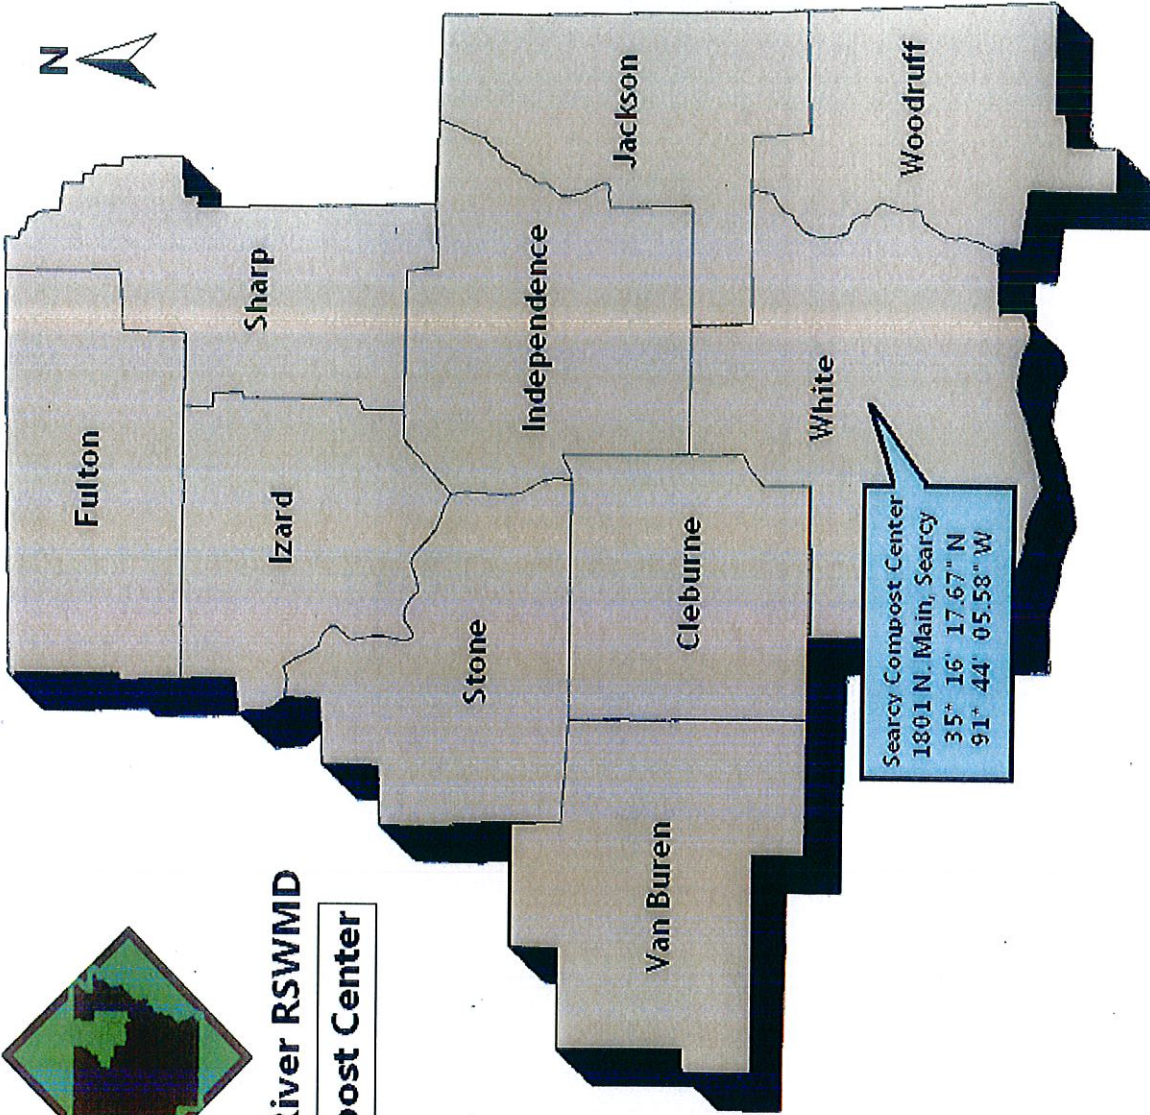 N
River RSWMD
post Center
Fulton
Sharp
Izard
Stone
Independence
Jackson
Van Buren
Cleburne
White
Woodruff
Searcy Compost Center
1801 N. Main, Searcy
35° 16' 17.67" N
91° 44' 05.58" W